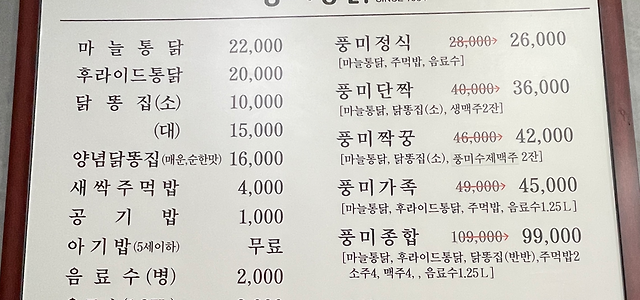 마늘통닭 22,000
후라이드통닭 20,000
닭똥집(소) 10,000
(대) 15,000
양념닭똥집(매운,순한맛) 16,000
새싹주먹밥 4,000
공기밥 1,000
아기밥(5세이하) 무료
음료수(병) 2,000
풍미정식 28,000 26,000
[마늘통닭, 주먹밥, 음료수]
풍미단짝 40,000 36,000
[마늘통닭, 닭똥집(소), 생맥주2잔]
풍미짝꿍 46,000 42,000
[마늘통닭, 닭똥집(소), 풍미수제맥주 2잔]
풍미가족 49,000 45,000
[마늘통닭, 후라이드통닭, 주먹밥, 음료수1.25L]
풍미종합 109,000 99,000
[마늘통닭, 후라이드통닭, 닭똥집(반반),주먹밥2
소주4, 맥주4, , 음료수1.25L]